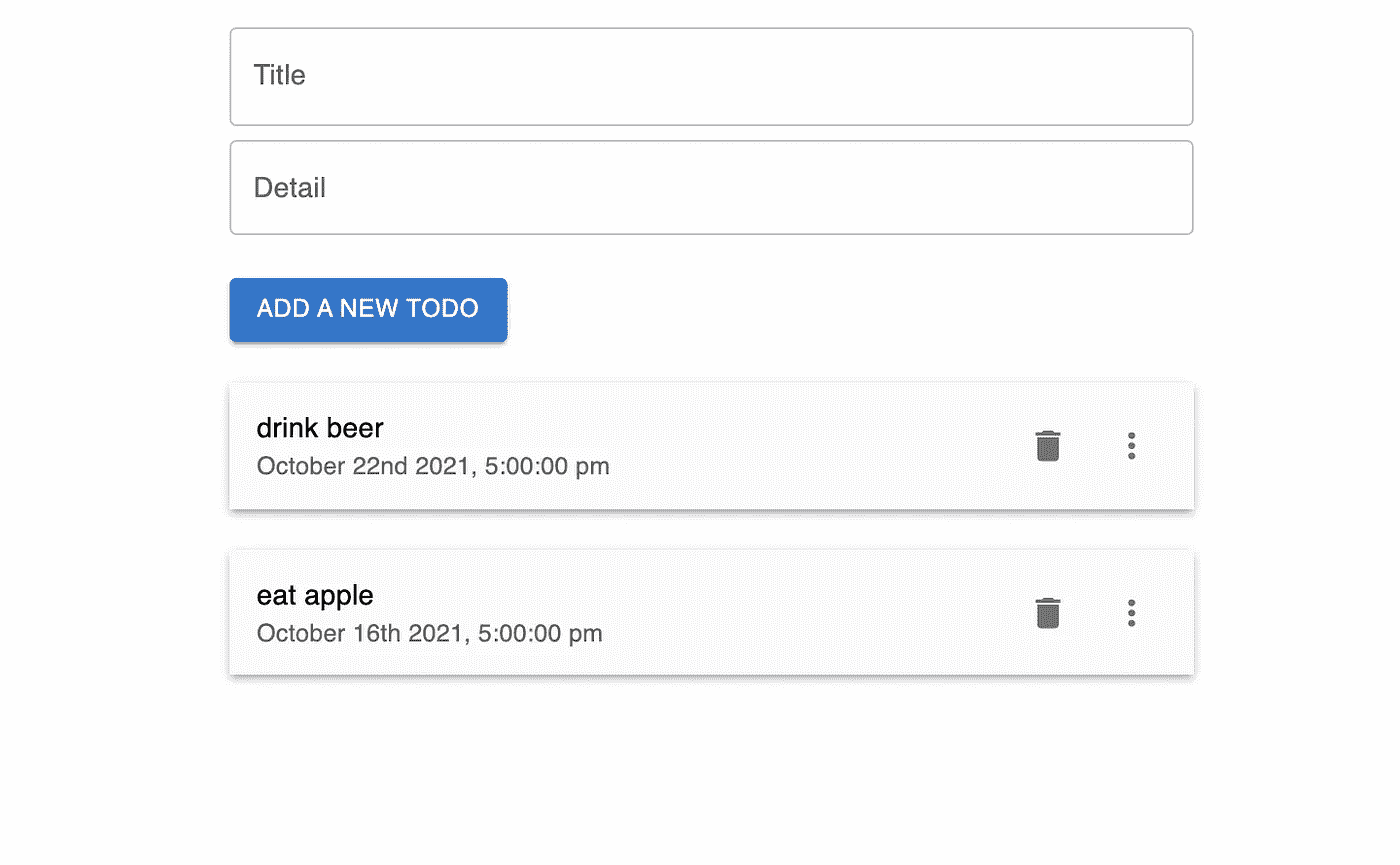 Title
Detail
ADD A NEW TODO
drink beer
October 22nd 2021, 5:00:00 pm
eat apple
October 16th 2021, 5:00:00 pm